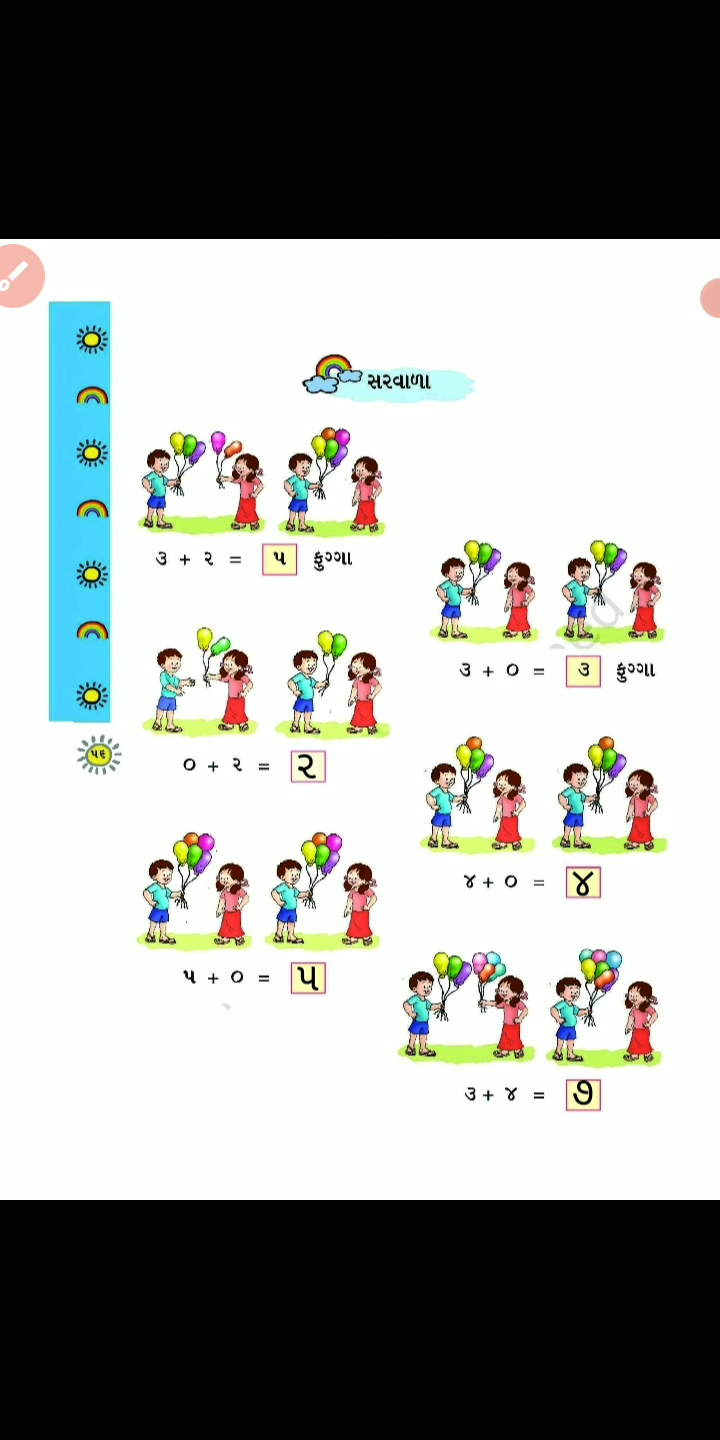 સરવાળા
૩ + ૨ = ૫ ફુગ્ગા
૩ + ૦ = ૩ ફુગ્ગા
૦ + ૨ = ૨
૪ + ૦ = ૪
૫ + ૦ = ૫
૩ + ૪ = ૭
૫૬